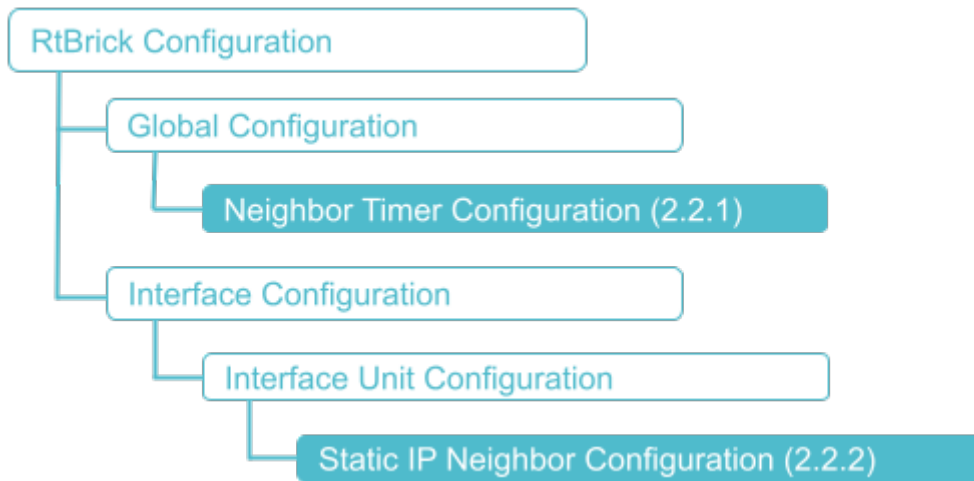 RtBrick Configuration
Global Configuration
Neighbor Timer Configuration (2.2.1)
Interface Configuration
Interface Unit Configuration
Static IP Neighbor Configuration (2.2.2)